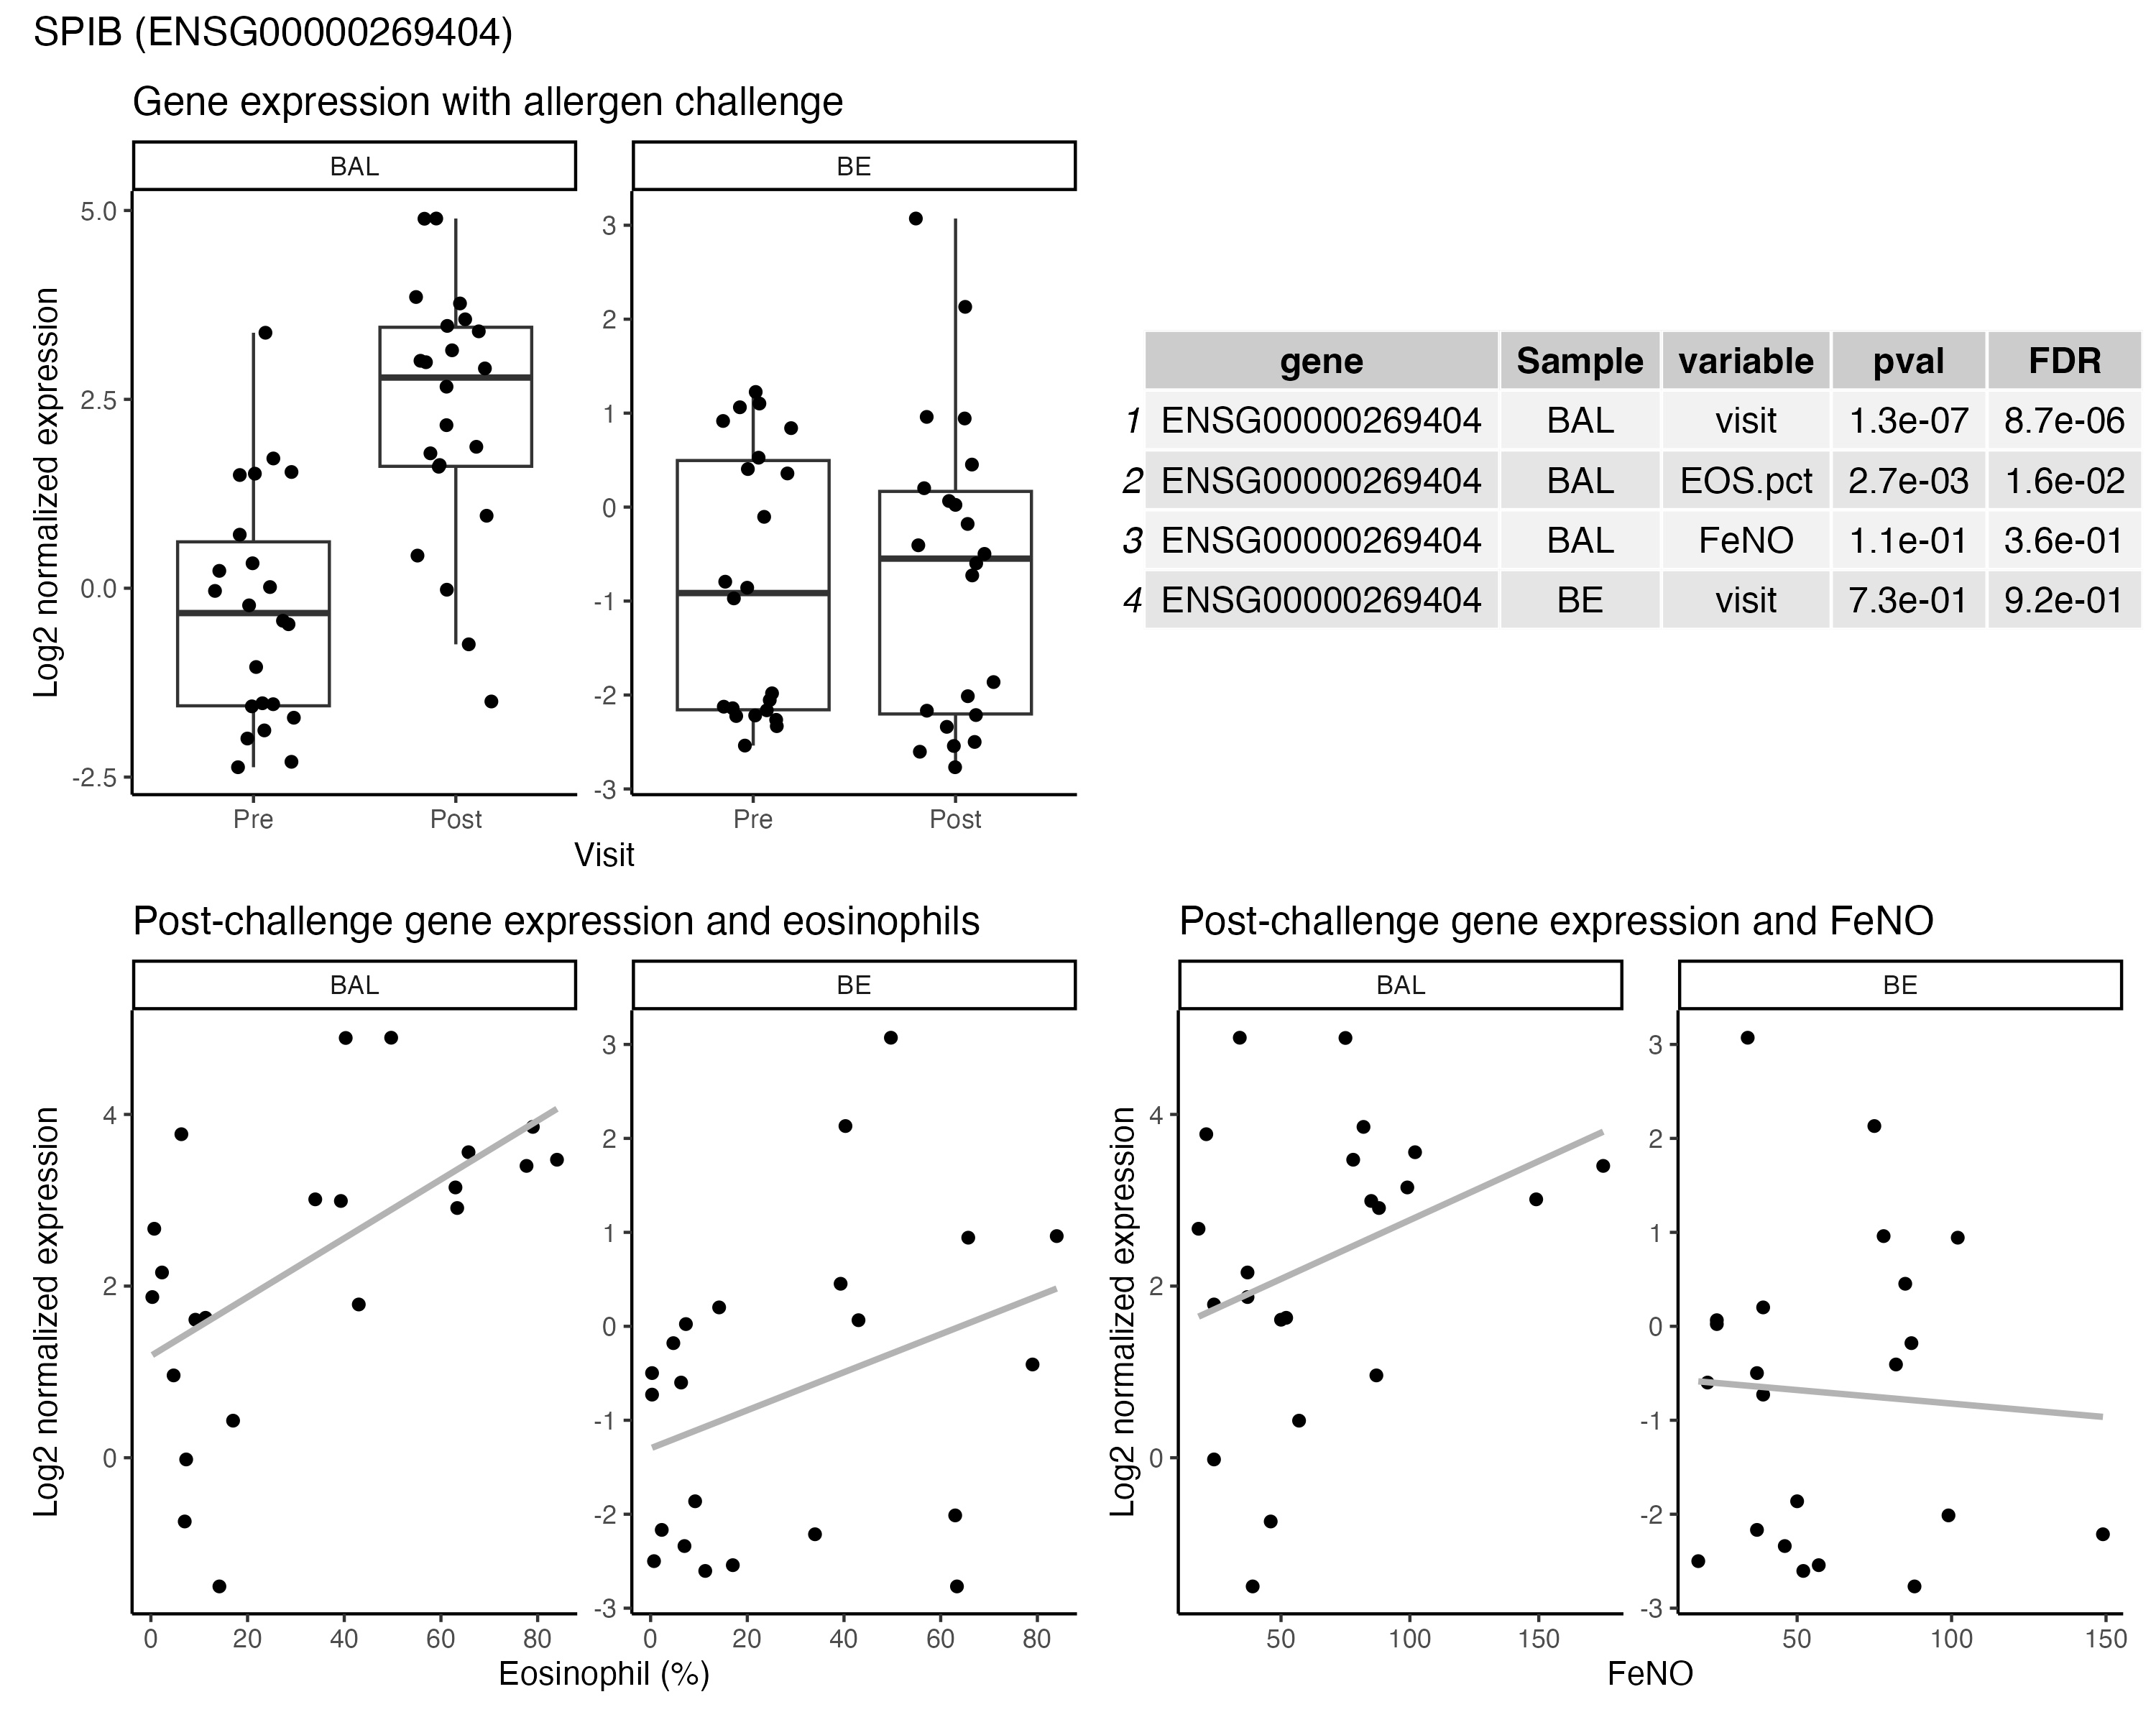 SPIB (ENSG00000269404)
Gene expression with allergen challenge
BAL BE
Log2 normalized expression
5.0
2.5
0.0
-2.5
3
2
1
0
-1
-2
-3
Pre Post Pre Post
Visit
gene Sample variable pval FDR
1 ENSG00000269404 BAL visit 1.3e-07 8.7e-06
2 ENSG00000269404 BAL EOS.pct 2.7e-03 1.6e-02
3 ENSG00000269404 BAL FeNO 1.1e-01 3.6e-01
4 ENSG00000269404 BE visit 7.3e-01 9.2e-01
Post-challenge gene expression and eosinophils
BAL BE
Log2 normalized expression
4
2
0
3
2
1
0
-1
-2
-3
0 20 40 60 80 0 20 40 60 80
Eosinophil (%)
Post-challenge gene expression and FeNO
BAL BE
Log2 normalized expression
4
2
0
3
2
1
0
-1
-2
-3
50 100 150 50 100 150
FeNO